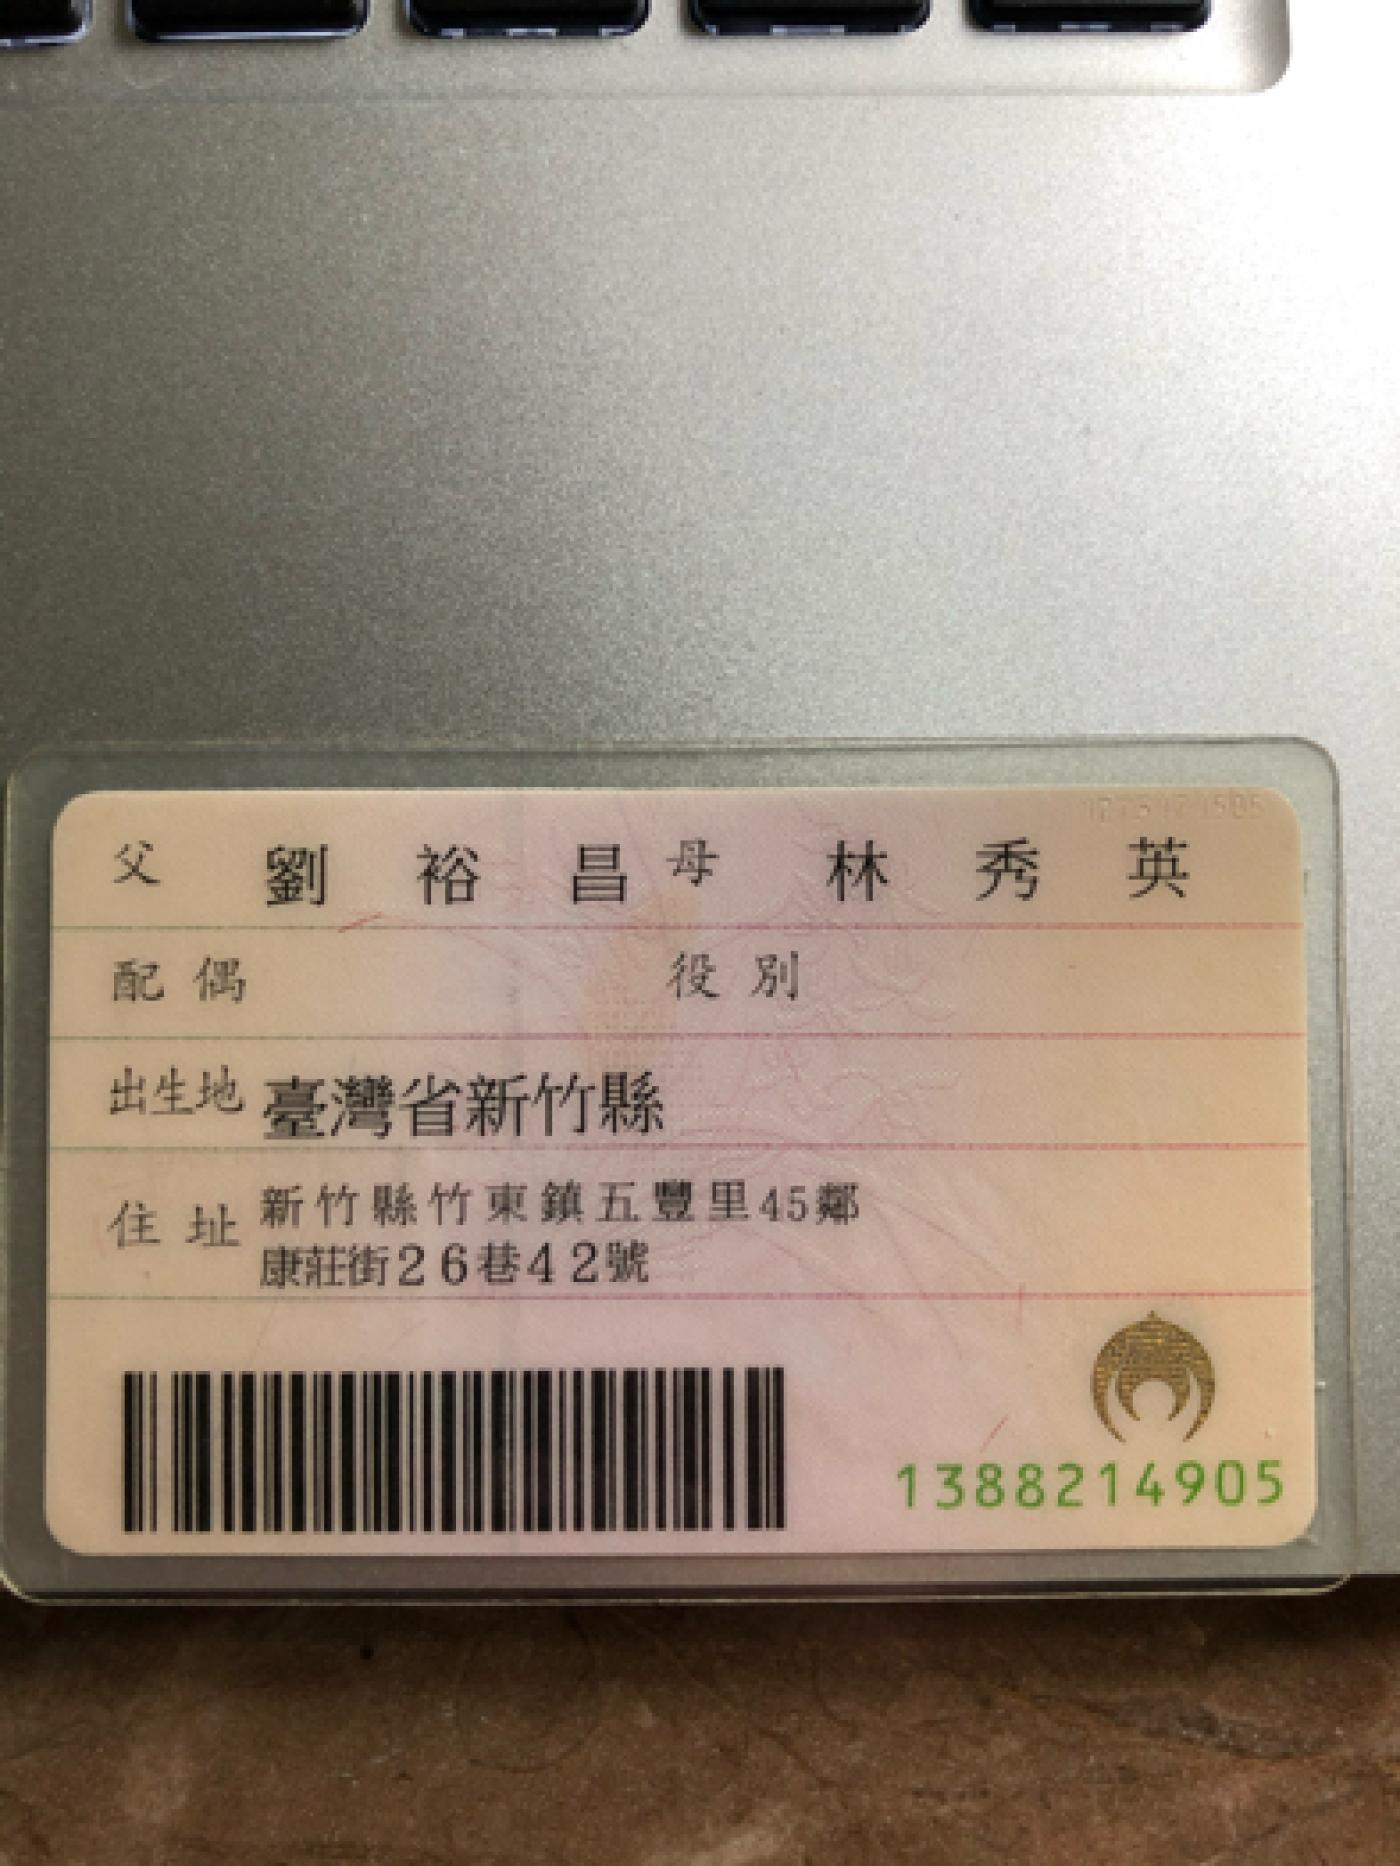 父 劉裕昌 母 林秀英
配偶 役別
出生地 臺灣省新竹縣
住址 新竹縣竹東鎮五豐里45鄰
康莊街26巷42號
1388214905